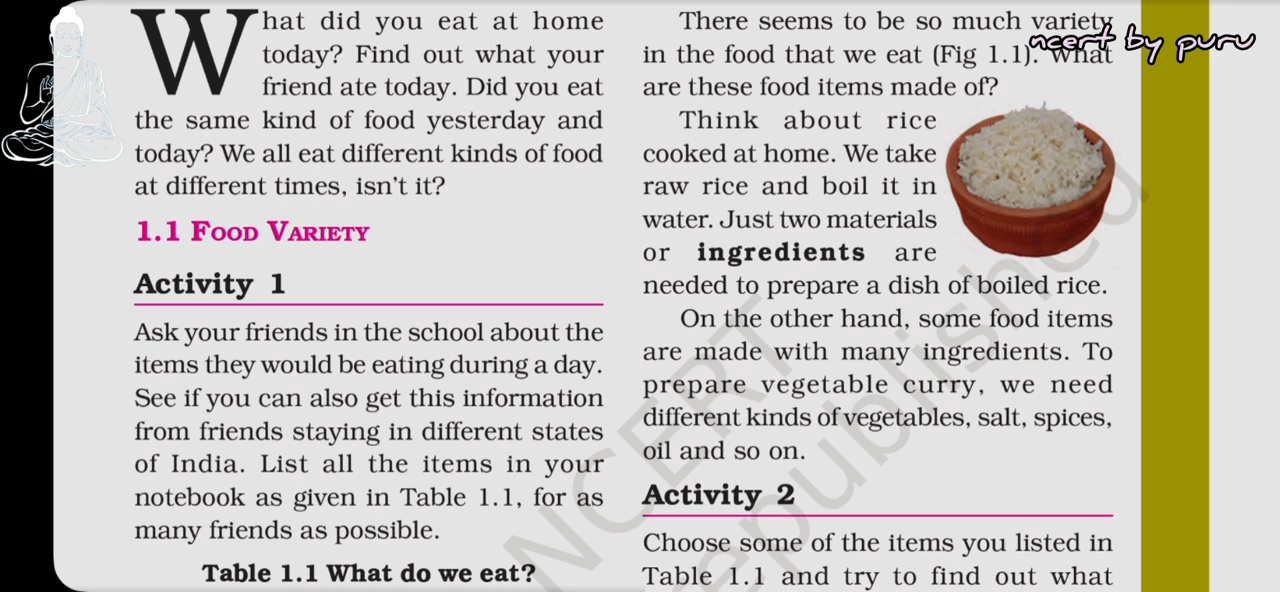 What did you eat at home
today? Find out what your
friend ate today. Did you eat
the same kind of food yesterday and
today? We all eat different kinds of food
at different times, isn't it?
1.1 FOOD VARIETY
Activity 1
Ask your friends in the school about the
items they would be eating during a day.
See if you can also get this information
from friends staying in different states
of India. List all the items in your
notebook as given in Table 1.1, for as
many friends as possible.
Table 1.1 What do we eat?
There seems to be so much variety
in the food that we eat (Fig 1.1). What
are these food items made of?
Think about rice
cooked at home. We take
raw rice and boil it in
water. Just two materials
or ingredients are
needed to prepare a dish of boiled rice.
On the other hand, some food items
are made with many ingredients. To
prepare vegetable curry, we need
different kinds of vegetables, salt, spices,
oil and so on.
Activity 2
Choose some of the items you listed in
Table 1.1 and try to find out what
ncert by puru
NCERT
republished